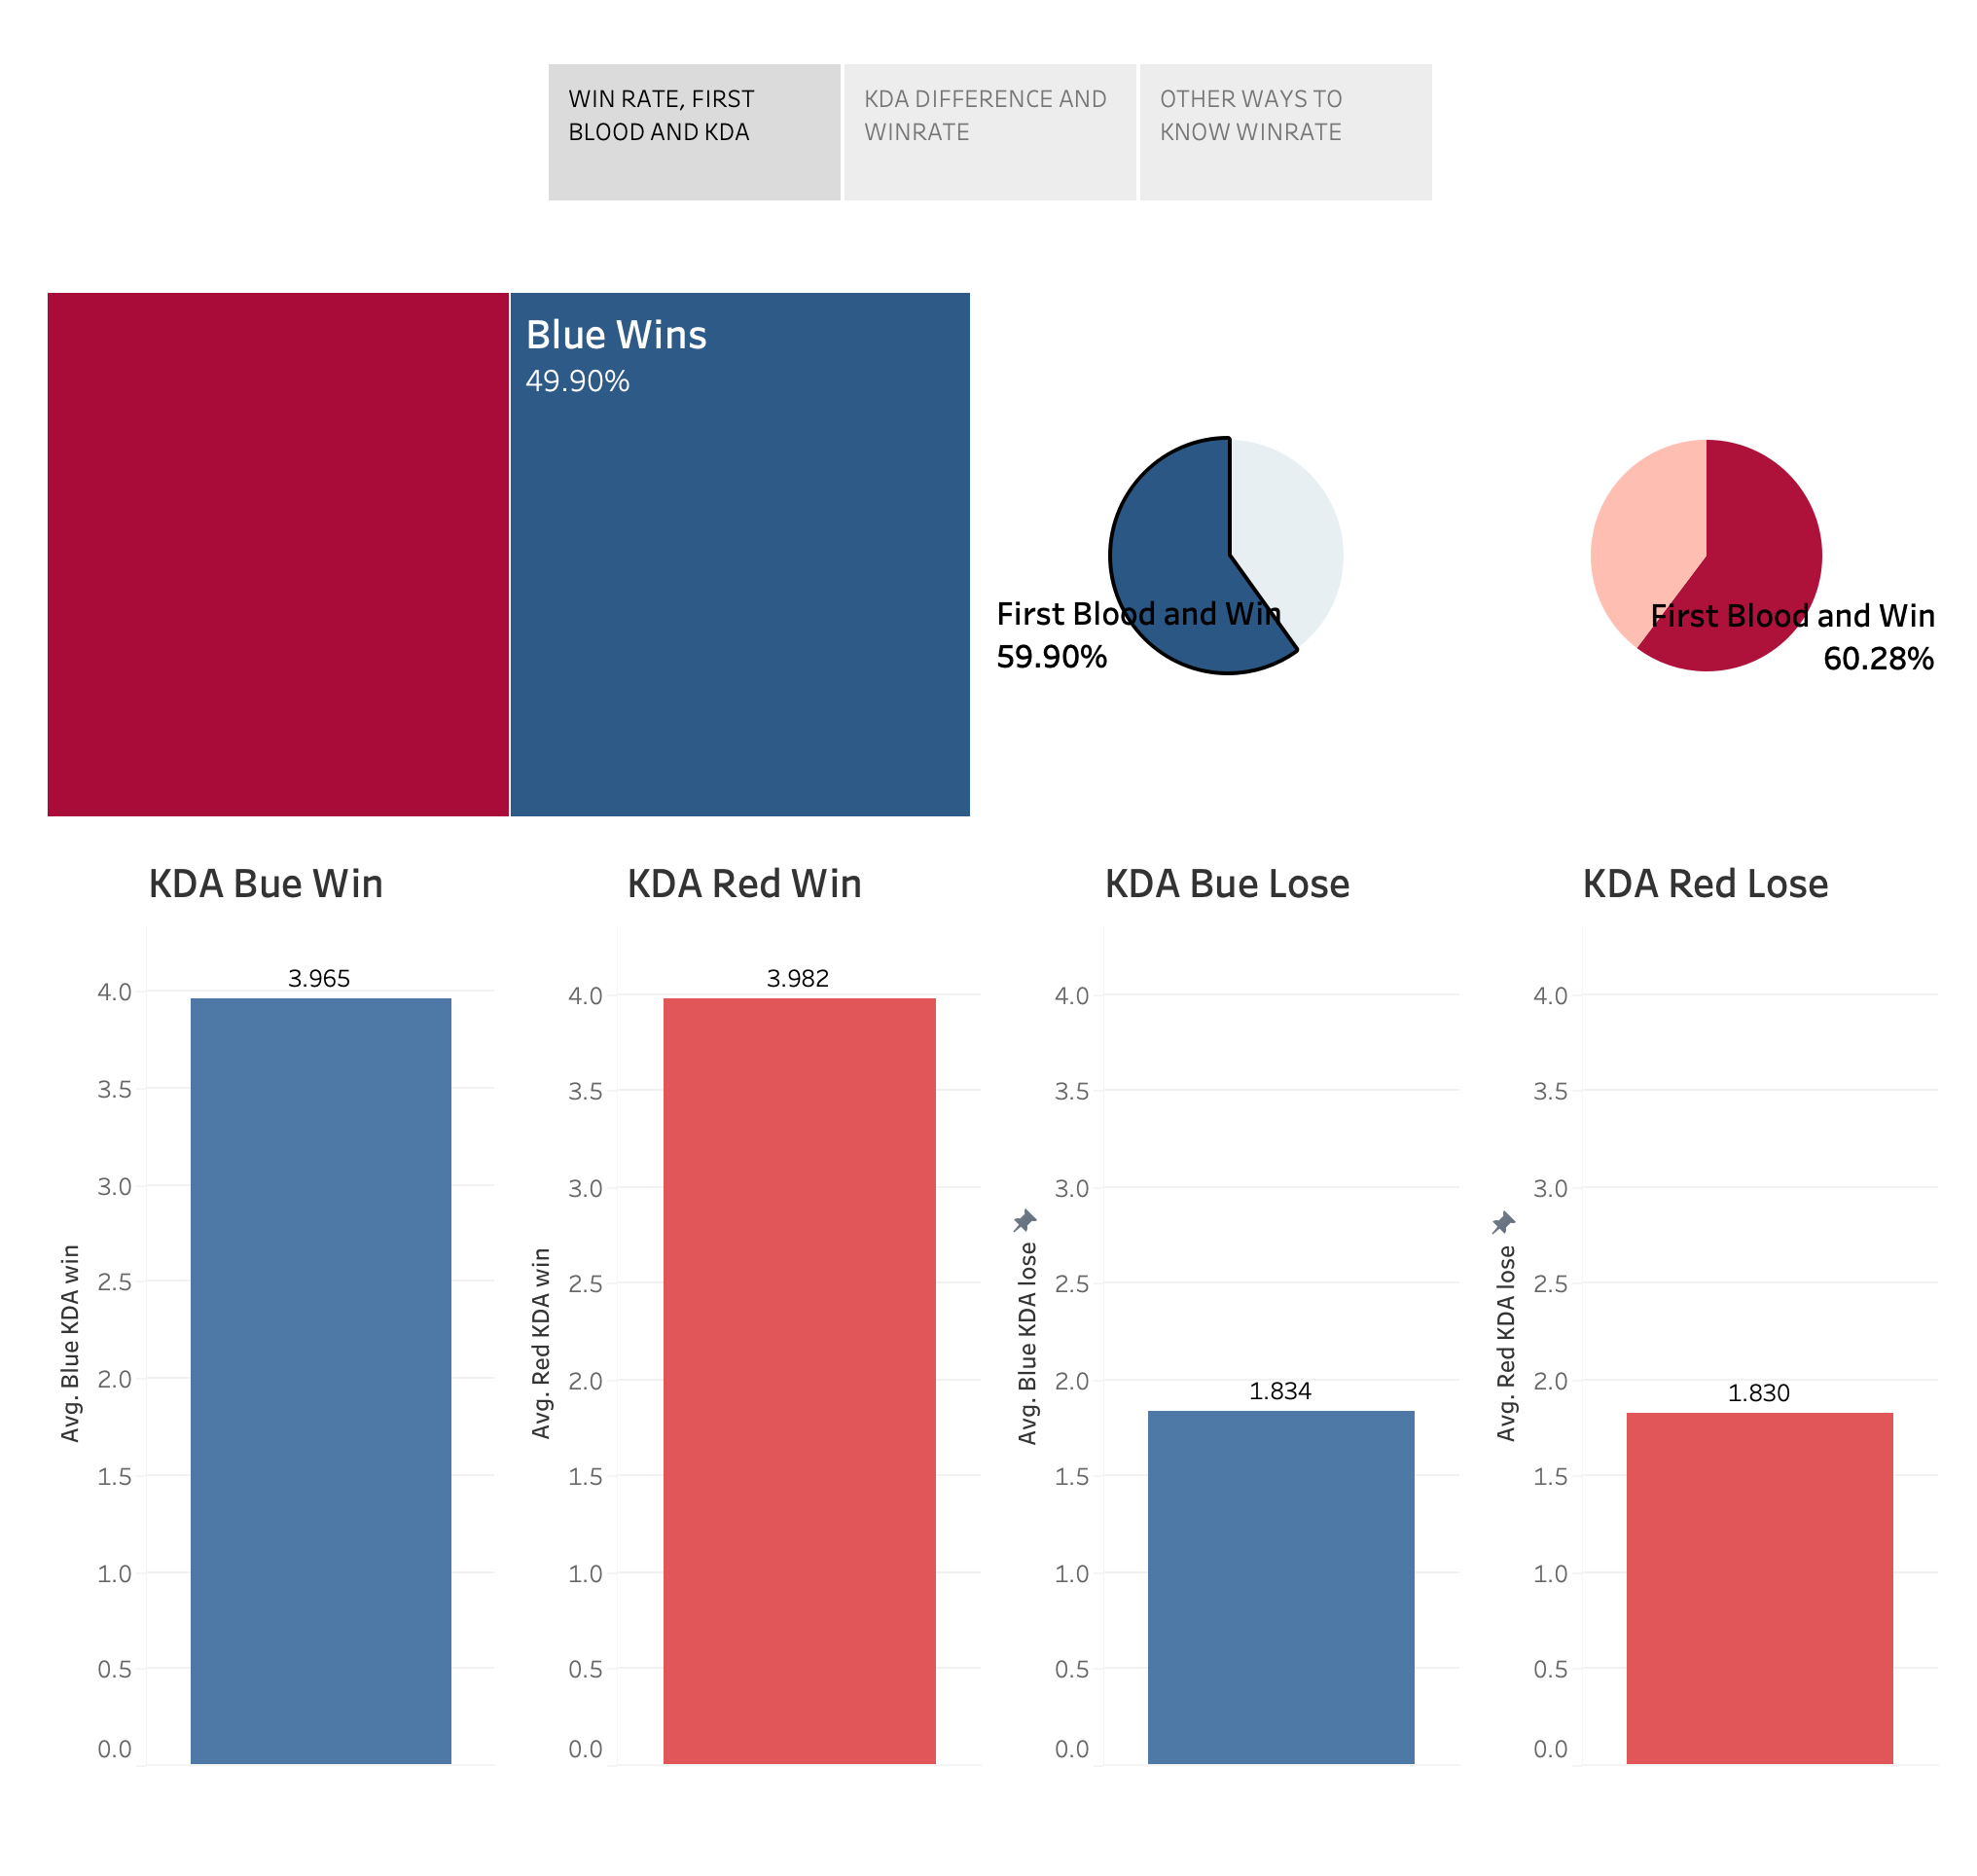 WIN RATE, FIRST
BLOOD AND KDA
KDA DIFFERENCE AND
WINRATE
OTHER WAYS TO
KNOW WINRATE
Blue Wins
49.90%
First Blood and Win
59.90%
First Blood and Win
60.28%
KDA Bue Win
Avg. Blue KDA win
3.965
4.0
3.5
3.0
2.5
2.0
1.5
1.0
0.5
0.0
KDA Red Win
Avg. Red KDA win
3.982
4.0
3.5
3.0
2.5
2.0
1.5
1.0
0.5
0.0
KDA Bue Lose
Avg. Blue KDA lose
4.0
3.5
3.0
2.5
2.0
1.834
1.5
1.0
0.5
0.0
KDA Red Lose
Avg. Red KDA lose
4.0
3.5
3.0
2.5
2.0
1.830
1.5
1.0
0.5
0.0